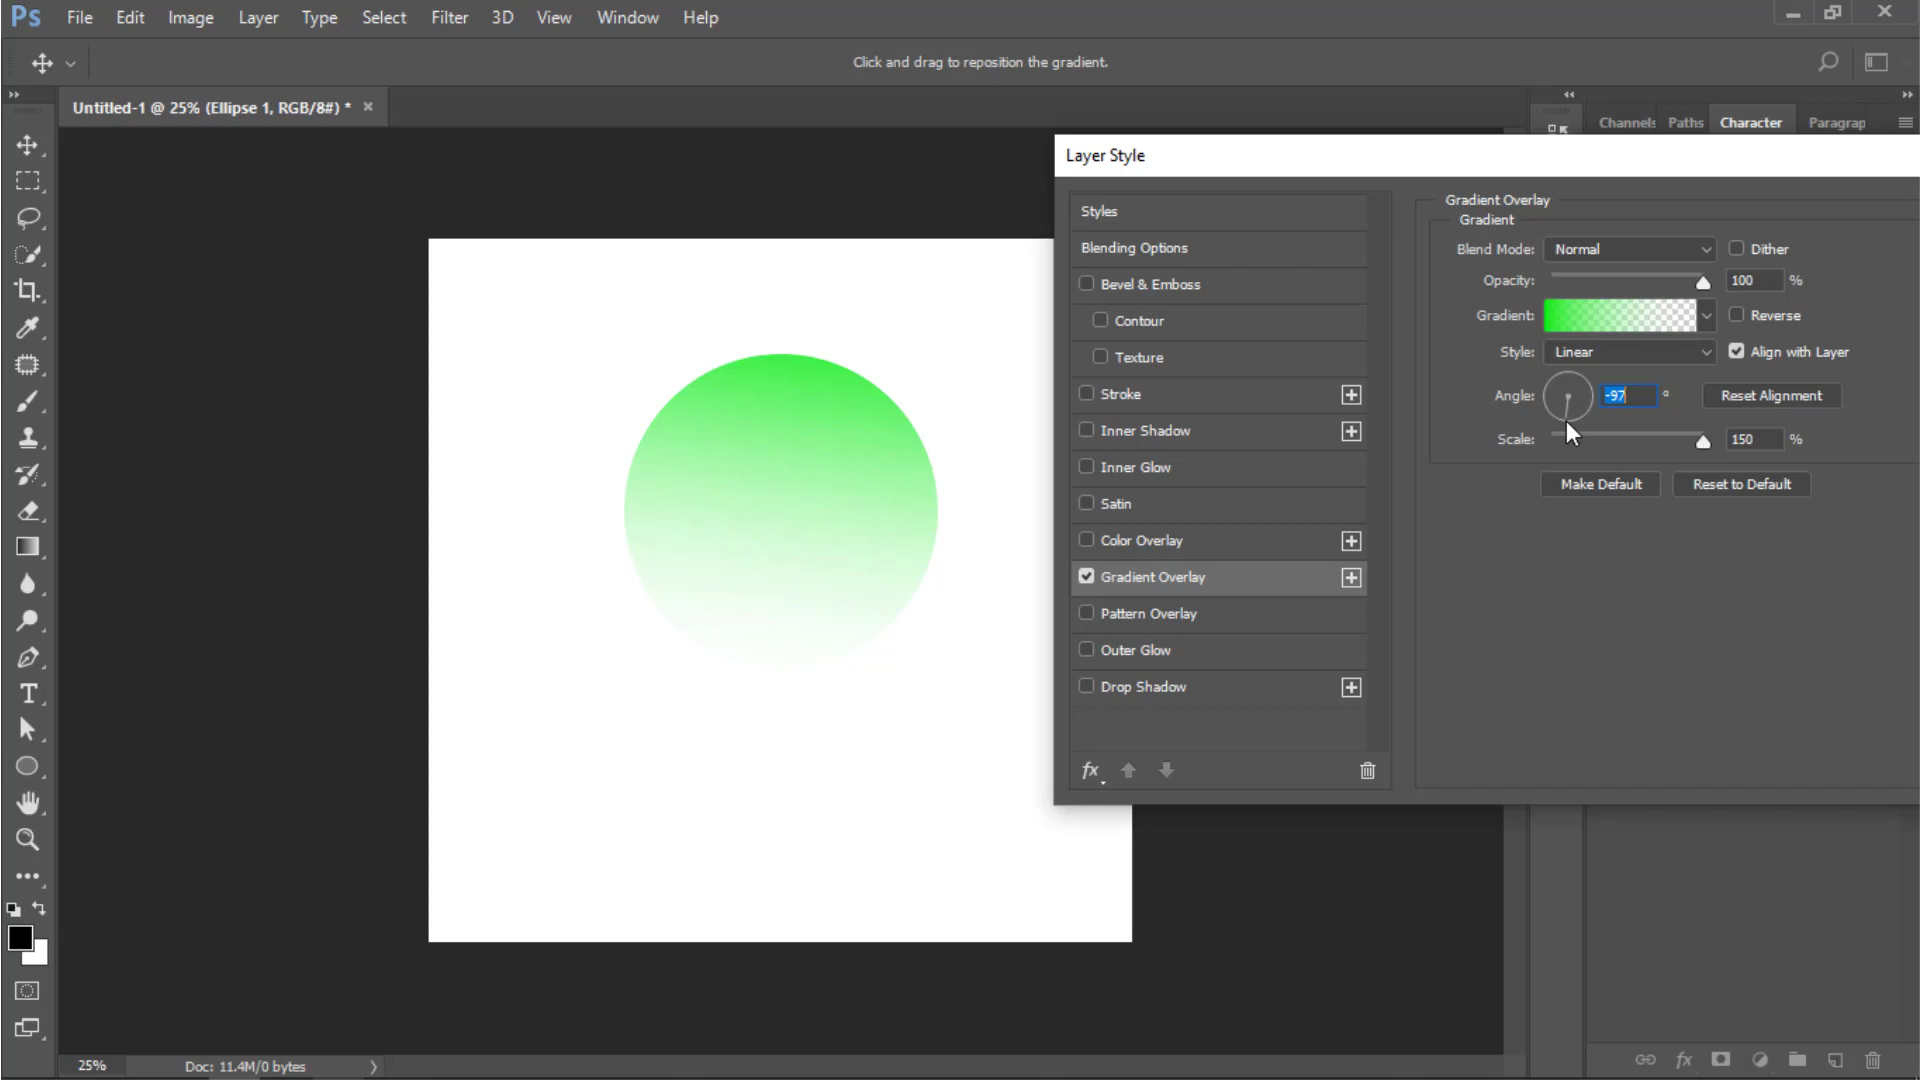 Ps File Edit Image Layer Type Select Filter 3D View Window Help
Click and drag to reposition the gradient.
Untitled-1 @ 25% (Ellipse 1, RGB/8#) *
Channels Paths Character Paragrap
Layer Style
Styles
Blending Options
Bevel & Emboss
Contour
Texture
Stroke
Inner Shadow
Inner Glow
Satin
Color Overlay
Gradient Overlay
Pattern Overlay
Outer Glow
Drop Shadow
fx
Gradient Overlay
Gradient
Blend Mode: Normal Dither
Opacity: 100 %
Gradient: Reverse
Style: Linear Align with Layer
Angle: -97 ° Reset Alignment
Scale: 150 %
Make Default Reset to Default
T
25% Doc: 11.4M/0 bytes
fx